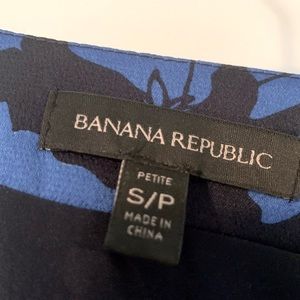 BANANA REPUBLIC
PETITE
S/P
MADE IN
CHINA